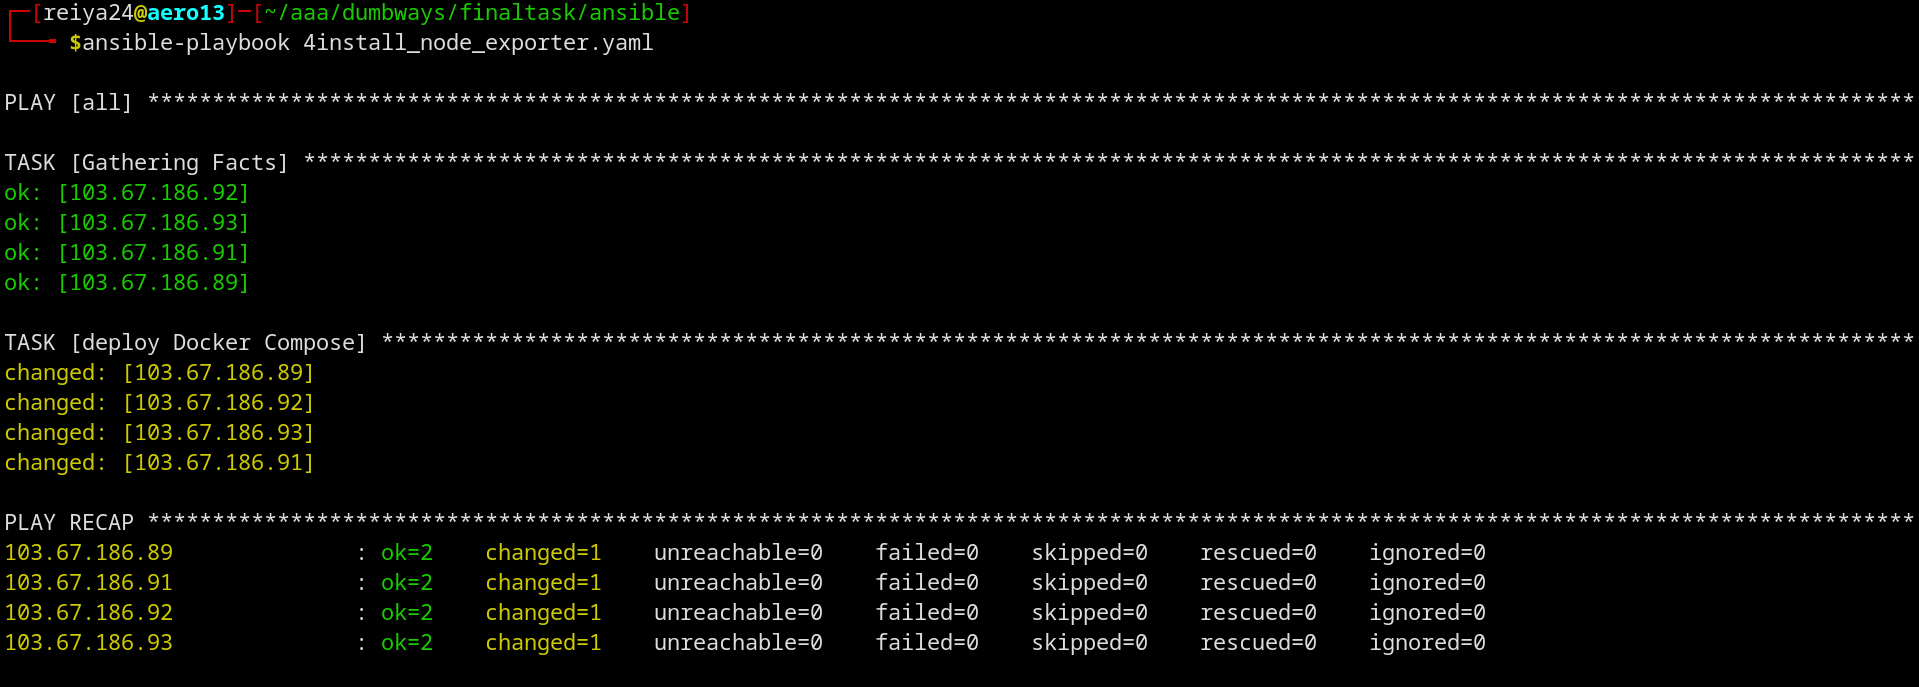 ┌─[reiya24@aero13]─[~/aaa/dumbways/finaltask/ansible]
└──╼ $ansible-playbook 4install_node_exporter.yaml
PLAY [all] ****************************************************************************************************************************************
TASK [Gathering Facts] ****************************************************************************************************************************
ok: [103.67.186.92]
ok: [103.67.186.93]
ok: [103.67.186.91]
ok: [103.67.186.89]
TASK [deploy Docker Compose] **********************************************************************************************************************
changed: [103.67.186.89]
changed: [103.67.186.92]
changed: [103.67.186.93]
changed: [103.67.186.91]
PLAY RECAP ****************************************************************************************************************************************
103.67.186.89              : ok=2    changed=1    unreachable=0    failed=0    skipped=0    rescued=0    ignored=0
103.67.186.91              : ok=2    changed=1    unreachable=0    failed=0    skipped=0    rescued=0    ignored=0
103.67.186.92              : ok=2    changed=1    unreachable=0    failed=0    skipped=0    rescued=0    ignored=0
103.67.186.93              : ok=2    changed=1    unreachable=0    failed=0    skipped=0    rescued=0    ignored=0